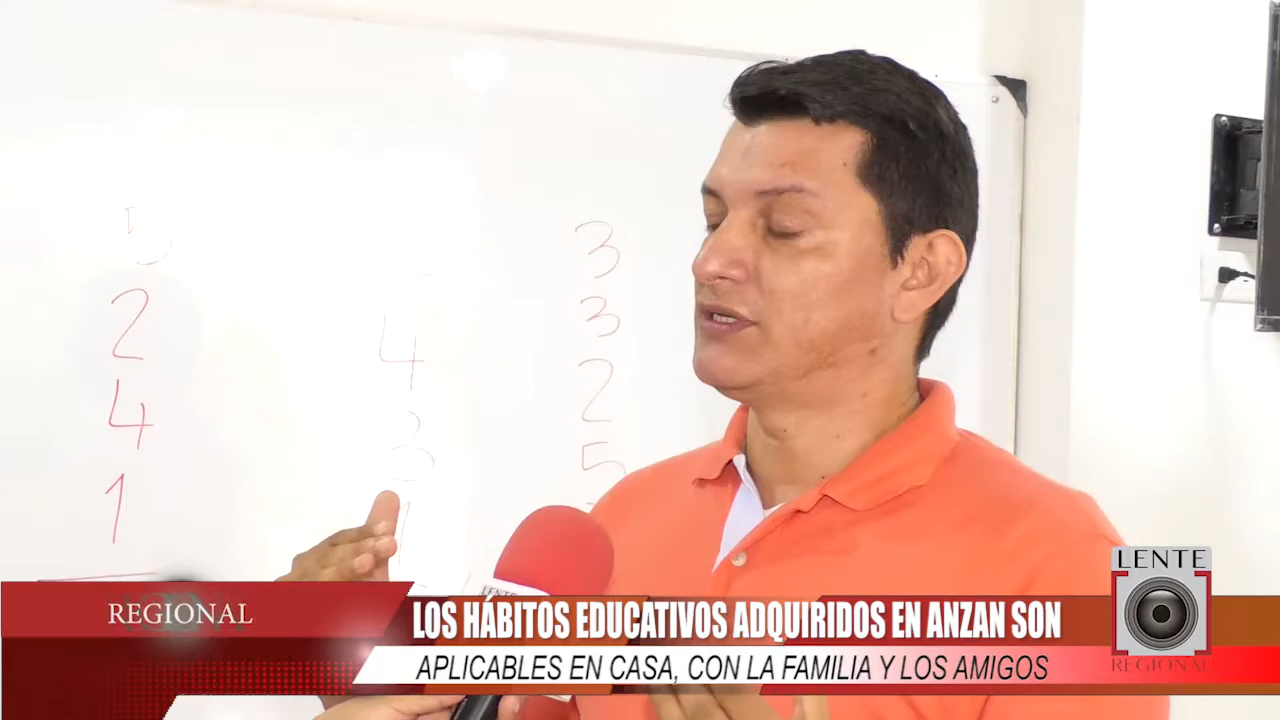 5
2
4
1
4
3
3
2
5
LENTE
REGIONAL
REGIONAL
LOS HÁBITOS EDUCATIVOS ADQUIRIDOS EN ANZAN SON
APLICABLES EN CASA, CON LA FAMILIA Y LOS AMIGOS